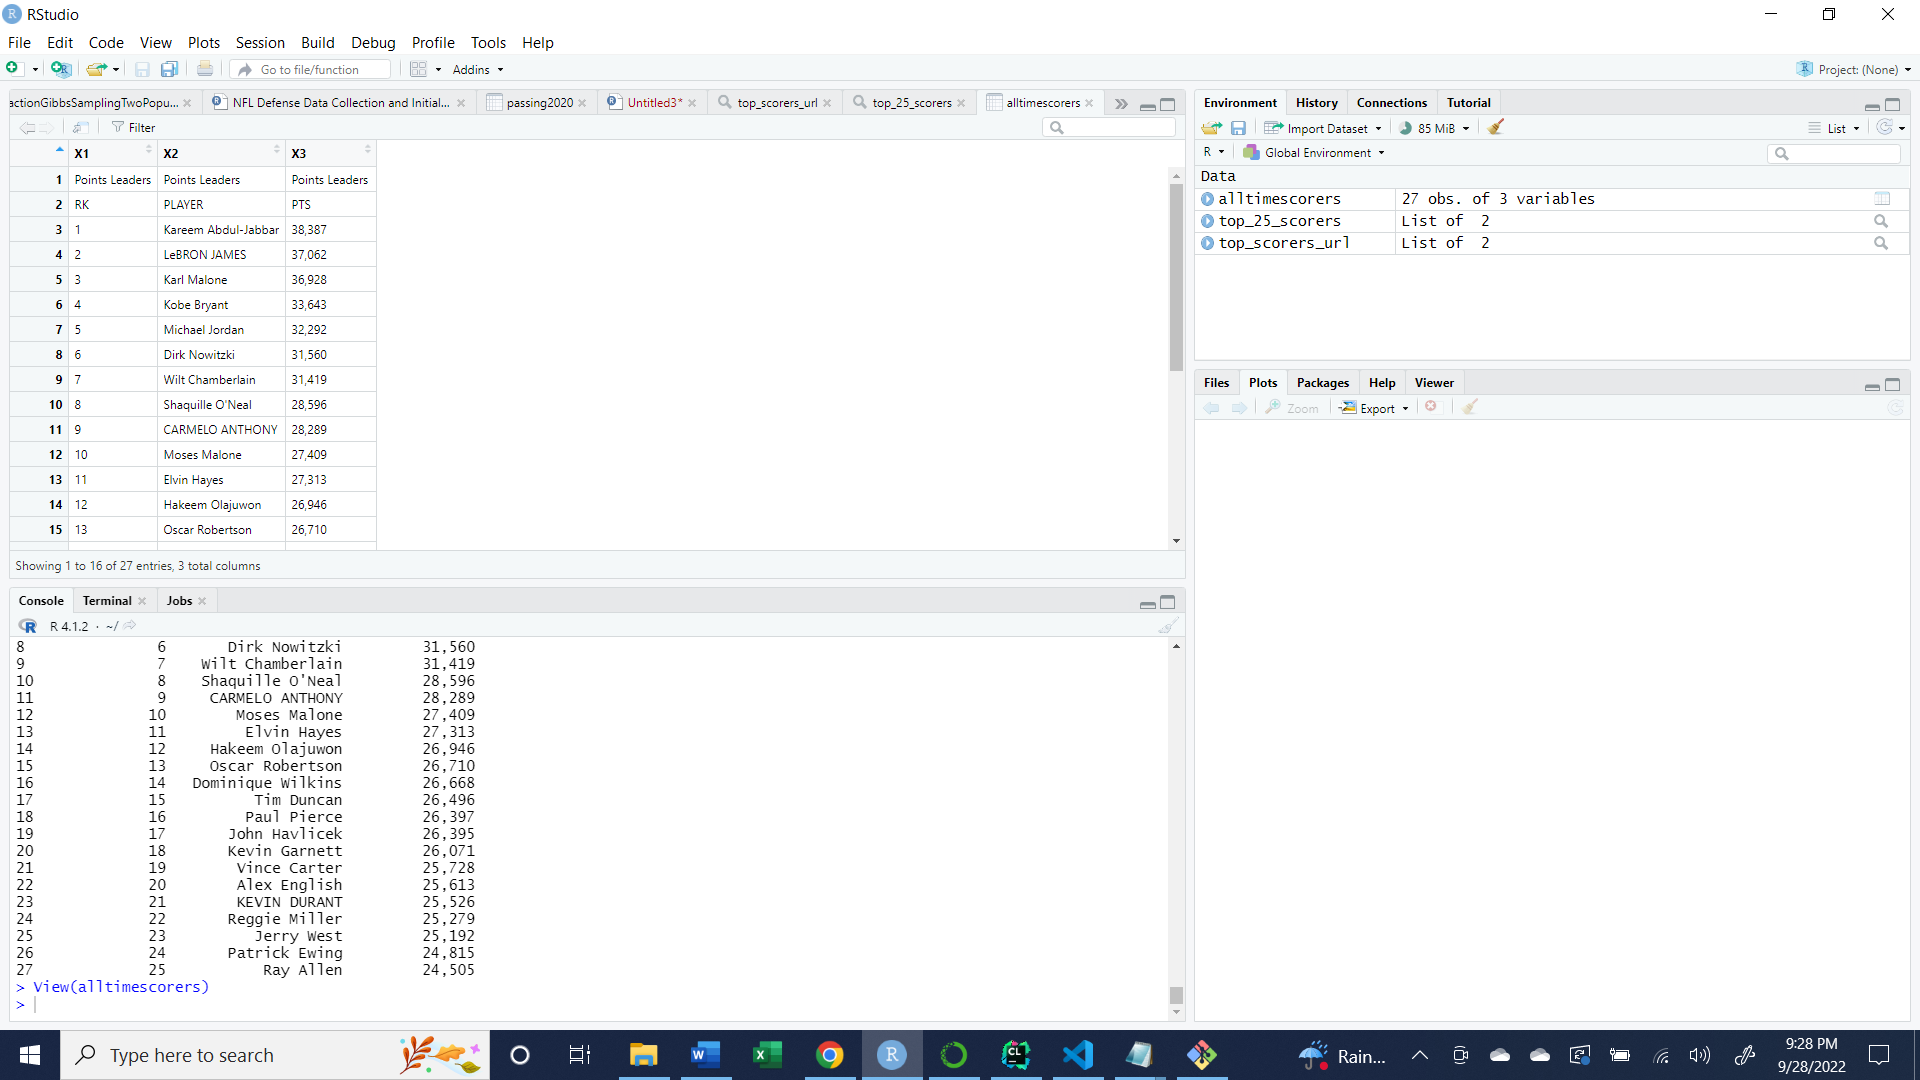 RStudio
File Edit Code View Plots Session Build Debug Profile Tools Help
Go to file/function Addins Project: (None)
actionGibbsSamplingTwoPopu... NFL Defense Data Collection and Initial... passing2020 Untitled3* top_scorers_url top_25_scorers alltimescorers
Filter
X1 X2 X3
1 Points Leaders Points Leaders Points Leaders
2 RK PLAYER PTS
3 1 Kareem Abdul-Jabbar 38,387
4 2 LeBRON JAMES 37,062
5 3 Karl Malone 36,928
6 4 Kobe Bryant 33,643
7 5 Michael Jordan 32,292
8 6 Dirk Nowitzki 31,560
9 7 Wilt Chamberlain 31,419
10 8 Shaquille O'Neal 28,596
11 9 CARMELO ANTHONY 28,289
12 10 Moses Malone 27,409
13 11 Elvin Hayes 27,313
14 12 Hakeem Olajuwon 26,946
15 13 Oscar Robertson 26,710
Showing 1 to 16 of 27 entries, 3 total columns
Console Terminal Jobs
R 4.1.2 · ~/
8 6 Dirk Nowitzki 31,560
9 7 Wilt Chamberlain 31,419
10 8 Shaquille O'Neal 28,596
11 9 CARMELO ANTHONY 28,289
12 10 Moses Malone 27,409
13 11 Elvin Hayes 27,313
14 12 Hakeem Olajuwon 26,946
15 13 Oscar Robertson 26,710
16 14 Dominique Wilkins 26,668
17 15 Tim Duncan 26,496
18 16 Paul Pierce 26,397
19 17 John Havlicek 26,395
20 18 Kevin Garnett 26,071
21 19 Vince Carter 25,728
22 20 Alex English 25,613
23 21 KEVIN DURANT 25,526
24 22 Reggie Miller 25,279
25 23 Jerry West 25,192
26 24 Patrick Ewing 24,815
27 25 Ray Allen 24,505
> View(alltimescorers)
>
Environment History Connections Tutorial
Import Dataset 85 MiB List
R Global Environment
Data
alltimescorers 27 obs. of 3 variables
top_25_scorers List of 2
top_scorers_url List of 2
Files Plots Packages Help Viewer
Zoom Export
Type here to search
Rain...
9:28 PM
9/28/2022